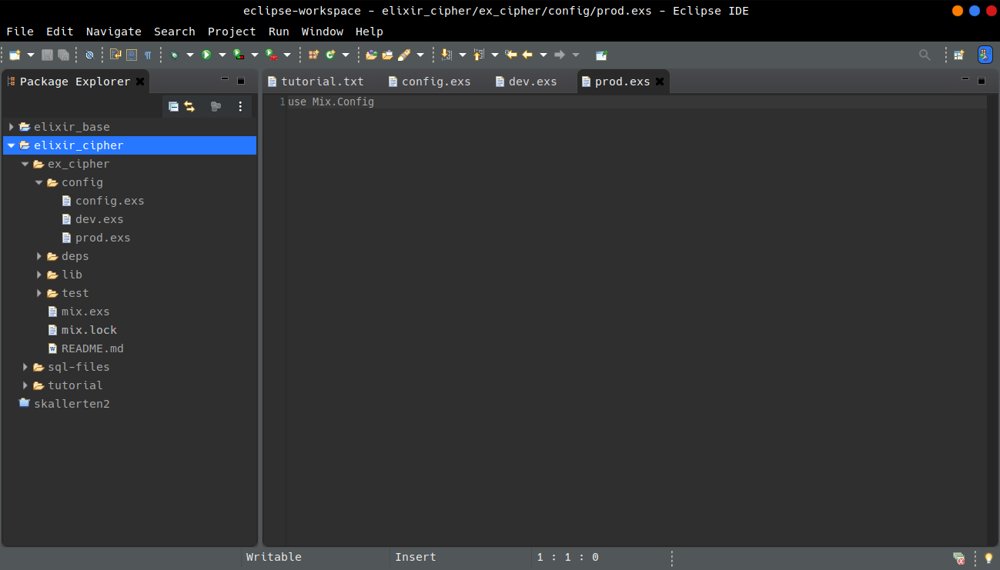 eclipse-workspace - elixir_cipher/ex_cipher/config/prod.exs - Eclipse IDE
File Edit Navigate Search Project Run Window Help
Package Explorer
elixir_base
elixir_cipher
ex_cipher
config
config.exs
dev.exs
prod.exs
deps
lib
test
mix.exs
mix.lock
README.md
sql-files
tutorial
skallerten2
tutorial.txt config.exs dev.exs prod.exs
1 use Mix.Config
Writable Insert 1 : 1 : 0